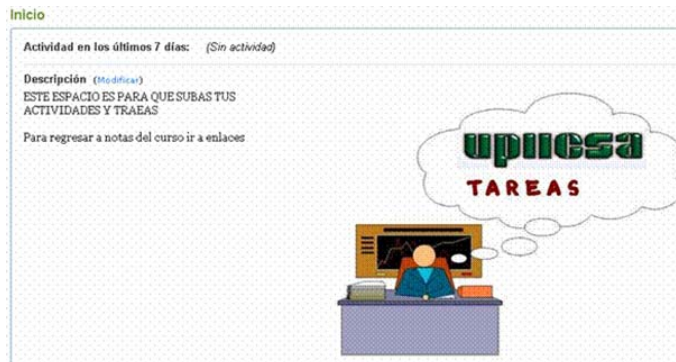 Inicio
Actividad en los últimos 7 días: (Sin actividad)
Descripción (Modificar)
ESTE ESPACIO ES PARA QUE SUBAS TUS
ACTIVIDADES Y TRAEAS
Para regresar a notas del curso ir a enlaces
upiicsa
TAREAS